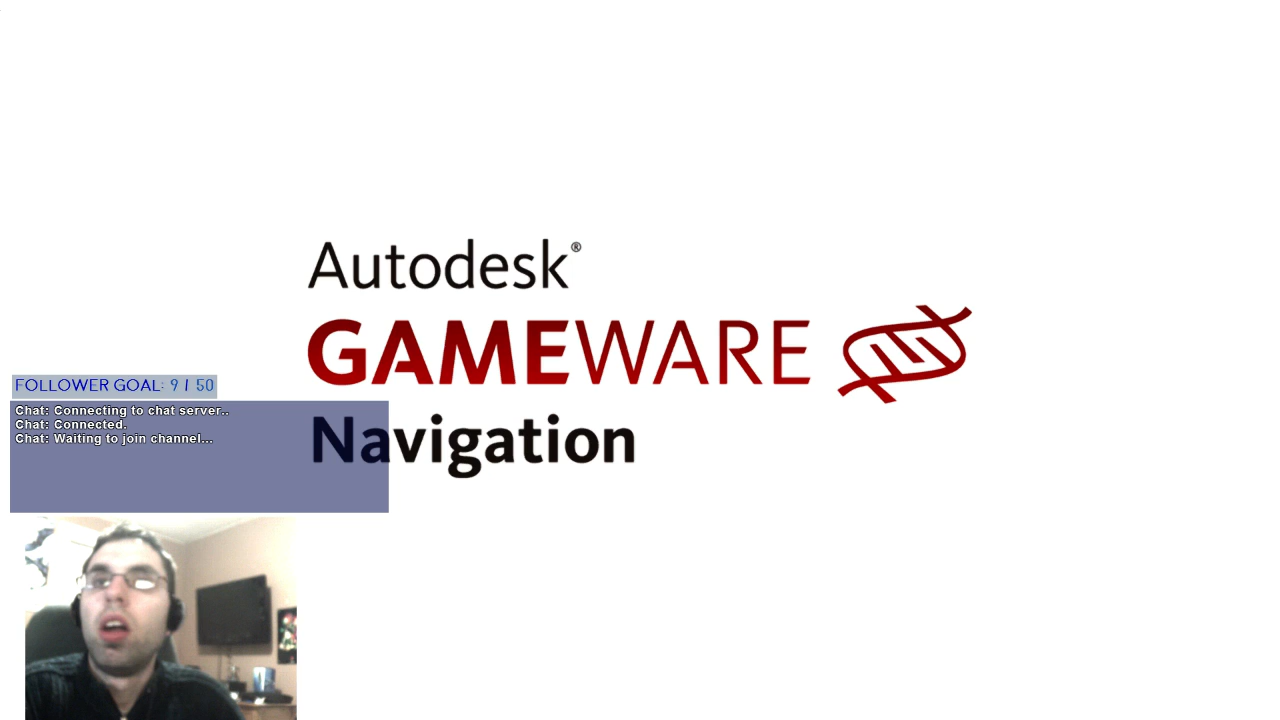 Autodesk®
GAMEWARE
Navigation
FOLLOWER GOAL: 9 / 50
Chat: Connecting to chat server..
Chat: Connected.
Chat: Waiting to join channel...